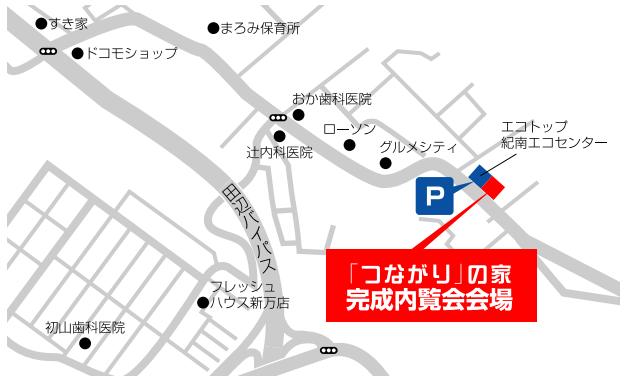 すき家
まろみ保育所
ドコモショップ
おか歯科医院
ローソン
辻内科医院
グルメシティ
エコトップ
紀南エコセンター
P
田辺バイパス
「つながり」の家
完成内覧会会場
フレッシュ
ハウス新万店
初山歯科医院